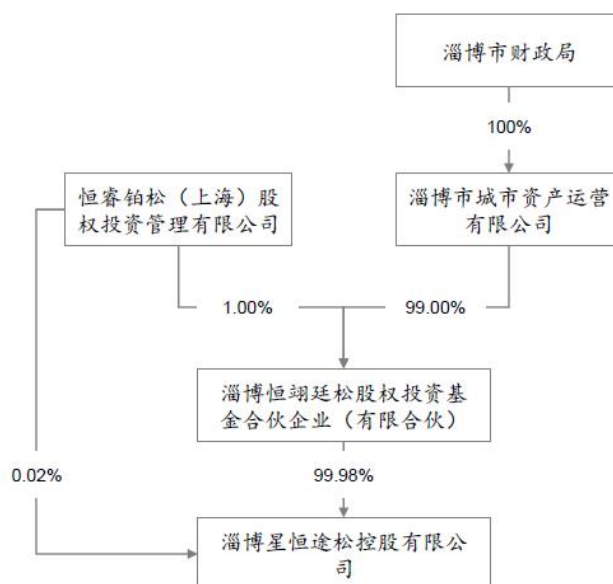 淄博市财政局
100%
恒睿铂松（上海）股
权投资管理有限公司
淄博市城市资产运营
有限公司
1.00%
99.00%
淄博恒翊廷松股权投资基
金合伙企业（有限合伙）
0.02%
99.98%
淄博星恒途松控股有限公
司